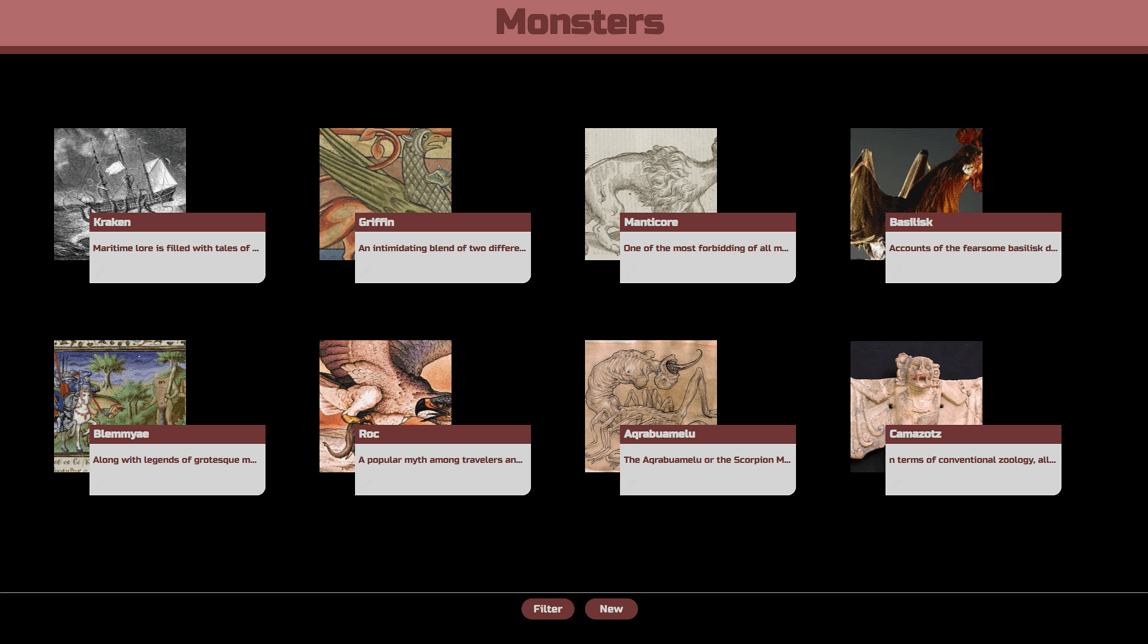 Monsters
Kraken
Maritime lore is filled with tales of ...
Griffin
An intimidating blend of two differe...
Manticore
One of the most forbidding of all m...
Basilisk
Accounts of the fearsome basilisk d...
Blemmyae
Along with legends of grotesque m...
Roc
A popular myth among travelers an...
Aqrabuamelu
The Aqrabuamelu or the Scorpion M...
Camazotz
n terms of conventional zoology, all...
Filter
New